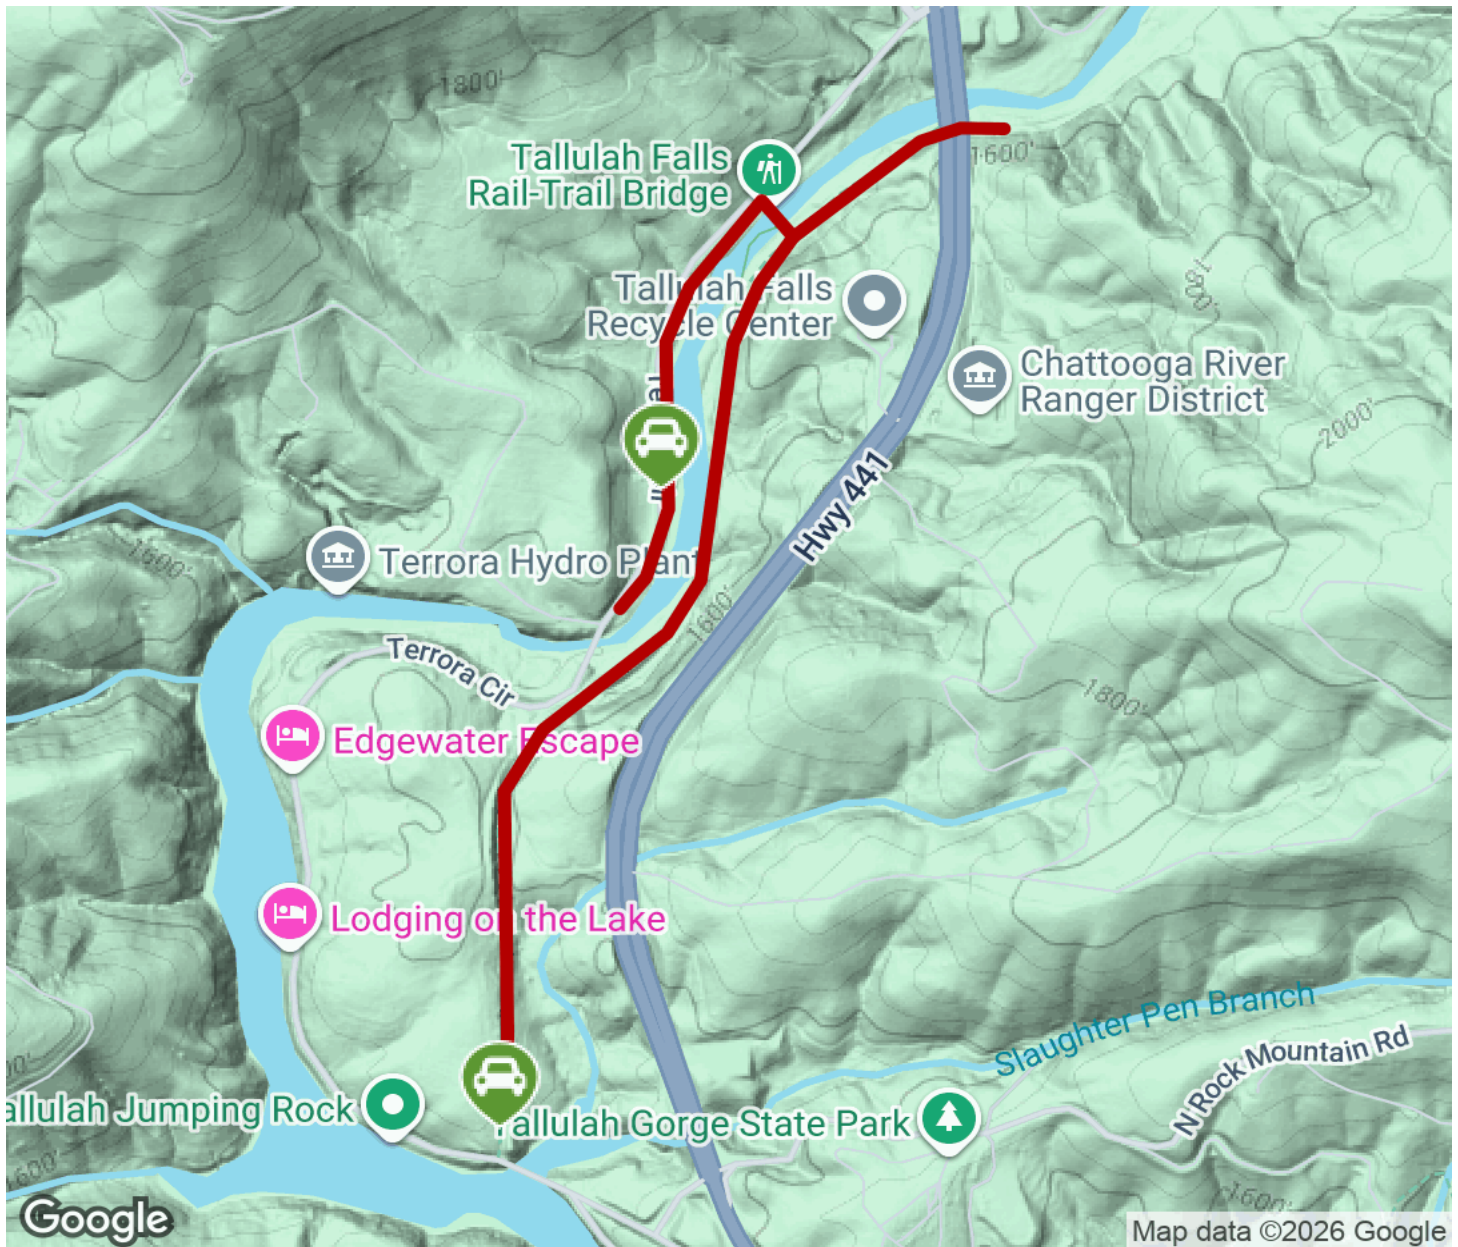 1800'
Tallulah Falls
Rail-Trail Bridge
1600'
Tallulah Falls
Recycle Center
1800'
Chattooga River
Ranger District
2000'
Hwy 441
1600'
Terrora Hydro Plant
1600'
Terrora Cir
1800'
Edgewater Escape
Lodging on the Lake
Slaughter Pen Branch
N Rock Mountain Rd
allulah Jumping Rock
Tallulah Gorge State Park
1600'
1600'
Google
Map data ©2026 Google